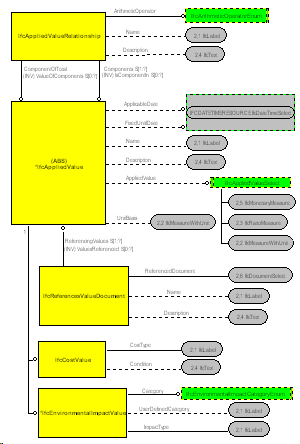 ArithmeticOperator
IfcArithmeticOperatorEnum
IfcAppliedValueRelationship
Name
2.1 IfcLabel
Description
2.4 IfcText
ComponentOfTotal
(INV) ValueOfComponents S[0:?]
Components S[1:?]
(INV) IsComponentIn S[0:?]
ApplicableDate
IFCDATETIMERESOURCE.IfcDateTimeSelect
FixedUntilDate
Name
2.1 IfcLabel
(ABS)
*IfcAppliedValue
Description
2.4 IfcText
AppliedValue
IfcAppliedValueSelect
2.5 IfcMonetaryMeasure
2.3 IfcRatioMeasure
UnitBasis
2.2 IfcMeasureWithUnit
2.2 IfcMeasureWithUnit
1
ReferencingValues S[1:?]
(INV) ValuesReferenced S[0:?]
ReferencedDocument
2.6 IfcDocumentSelect
IfcReferencesValueDocument
Name
2.1 IfcLabel
Description
2.4 IfcText
CostType
2.1 IfcLabel
IfcCostValue
Condition
2.4 IfcText
Category
IfcEnvironmentalImpactCategoryEnum
*IfcEnvironmentalImpactValue
UserDefinedCategory
2.1 IfcLabel
ImpactType
2.1 IfcLabel